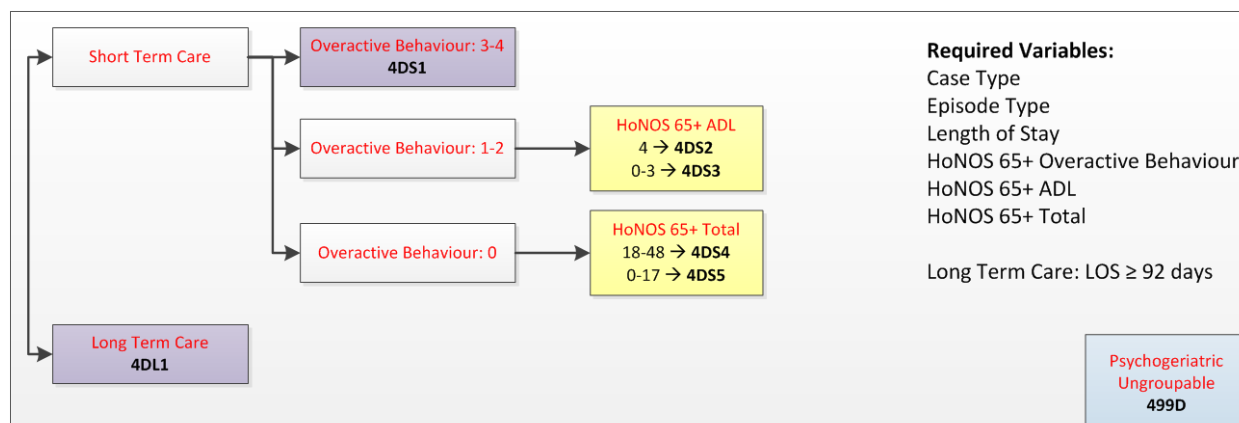 Short Term Care
Overactive Behaviour: 3-4
4DS1
Overactive Behaviour: 1-2
HoNOS 65+ ADL
4 → 4DS2
0-3 → 4DS3
Overactive Behaviour: 0
HoNOS 65+ Total
18-48 → 4DS4
0-17 → 4DS5
Long Term Care
4DL1
Required Variables:
Case Type
Episode Type
Length of Stay
HoNOS 65+ Overactive Behaviour
HoNOS 65+ ADL
HoNOS 65+ Total
Long Term Care: LOS ≥ 92 days
Psychogeriatric
Ungroupable
499D